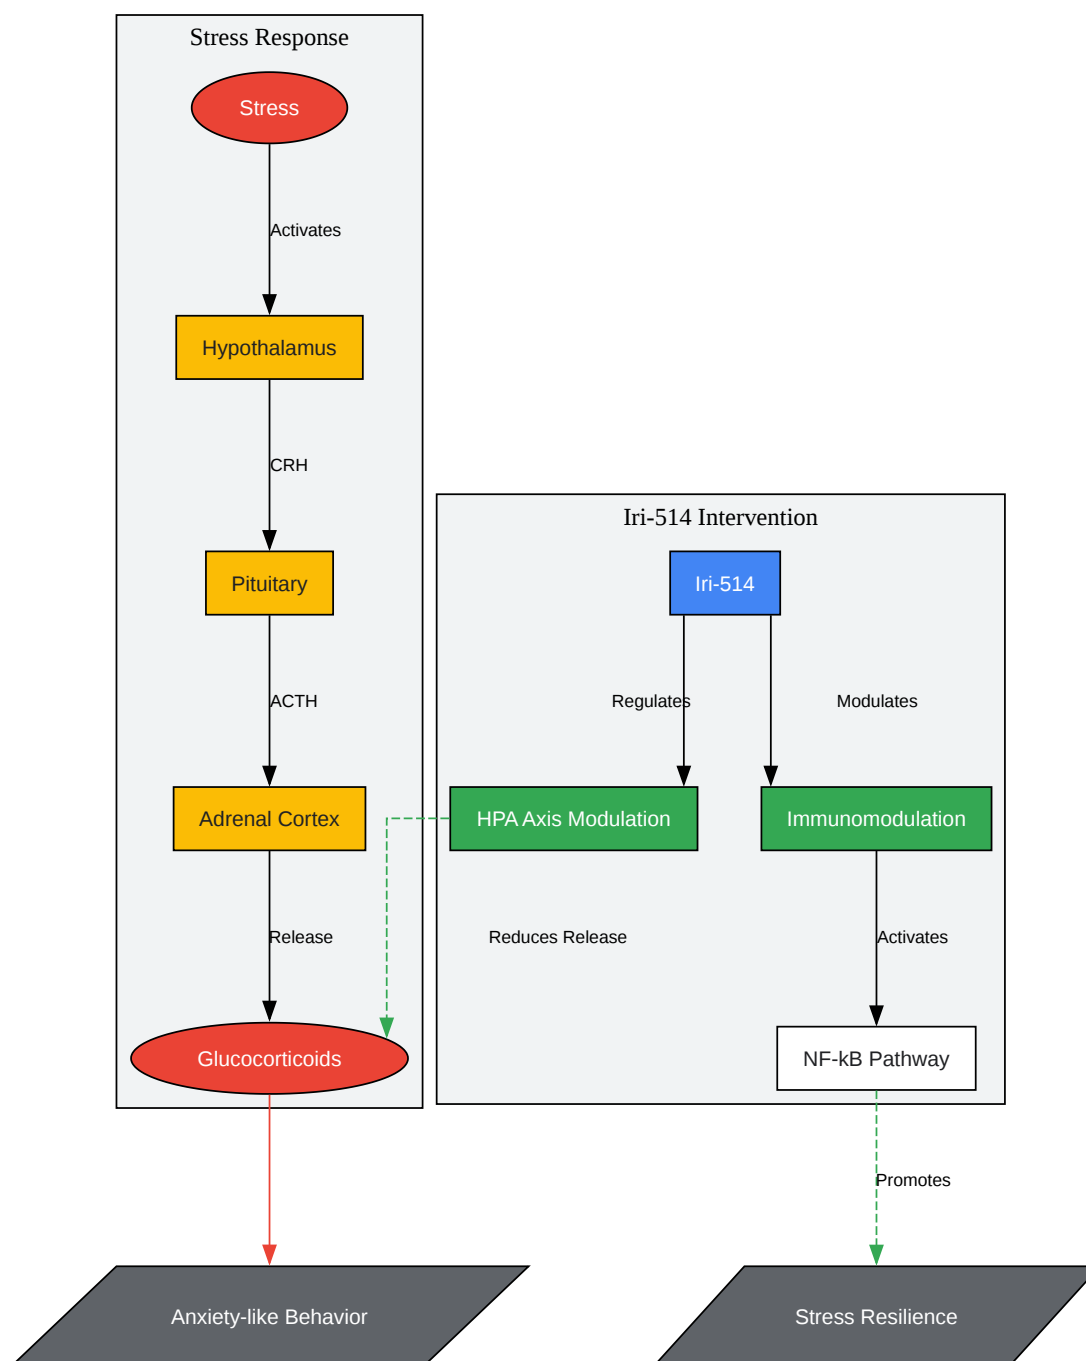 Stress Response
Stress
Activates
Hypothalamus
CRH
Pituitary
ACTH
Adrenal Cortex
Release
Glucocorticoids
Anxiety-like Behavior
Iri-514 Intervention
Iri-514
Regulates
Modulates
HPA Axis Modulation
Immunomodulation
Reduces Release
Activates
NF-kB Pathway
Promotes
Stress Resilience